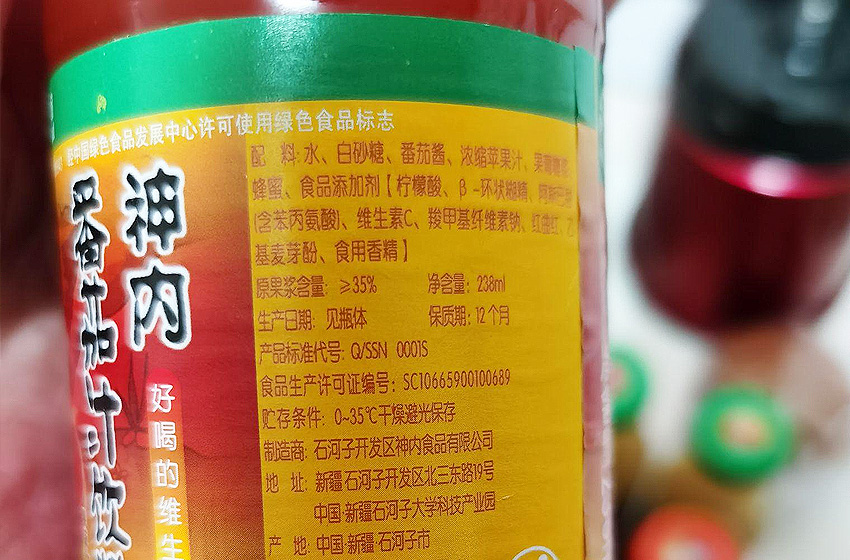 经中国绿色食品发展中心许可使用绿色食品标志
神内
番茄汁饮
好喝的维生
配 料:水、白砂糖、番茄酱、浓缩苹果汁、果葡糖浆、
蜂蜜、食品添加剂【柠檬酸、β-环状糊精、阿斯巴甜
(含苯丙氨酸)、维生素C、羧甲基纤维素钠、红曲红、乙
基麦芽酚、食用香精】
原果浆含量: ≥35% 净含量: 238ml
生产日期: 见瓶体 保质期: 12个月
产品标准代号: Q/SSN 0001S
食品生产许可证编号: SC10665900100689
贮存条件: 0~35℃干燥避光保存
制造商: 石河子开发区神内食品有限公司
地 址: 新疆石河子开发区北三东路19号
中国·新疆石河子大学科技产业园
产 地: 中国·新疆·石河子市